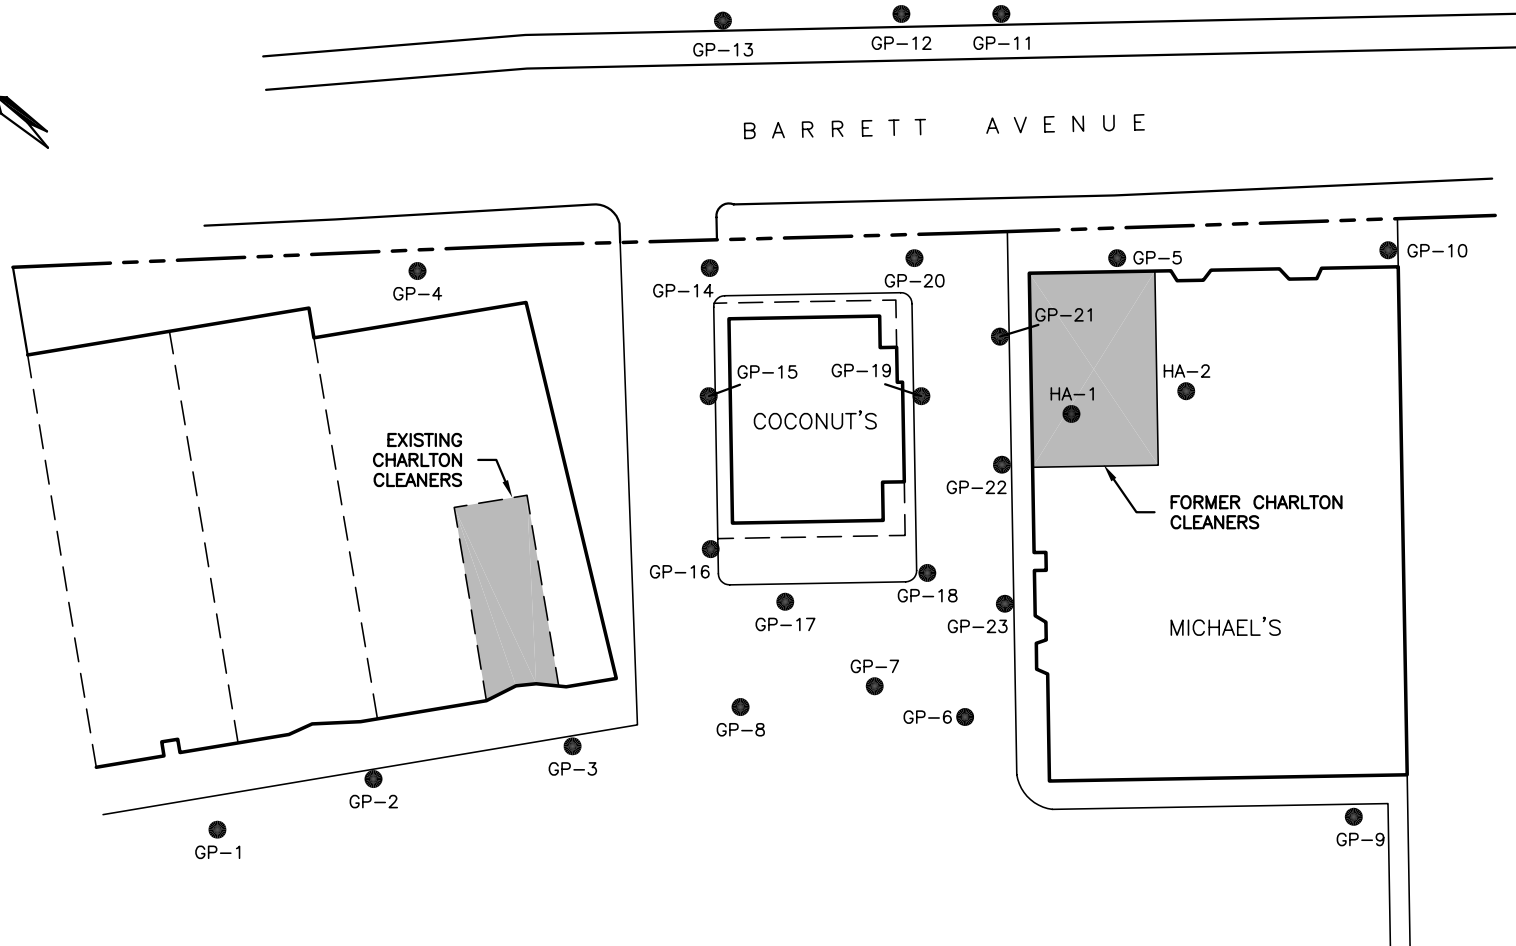 GP-13
GP-12
GP-11
BARRETT AVENUE
GP-4
GP-14
GP-20
GP-5
GP-10
GP-21
GP-15
GP-19
HA-2
HA-1
COCONUT'S
EXISTING
CHARLTON
CLEANERS
GP-22
FORMER CHARLTON
CLEANERS
GP-16
GP-18
GP-17
GP-23
MICHAEL'S
GP-7
GP-6
GP-8
GP-3
GP-2
GP-1
GP-9